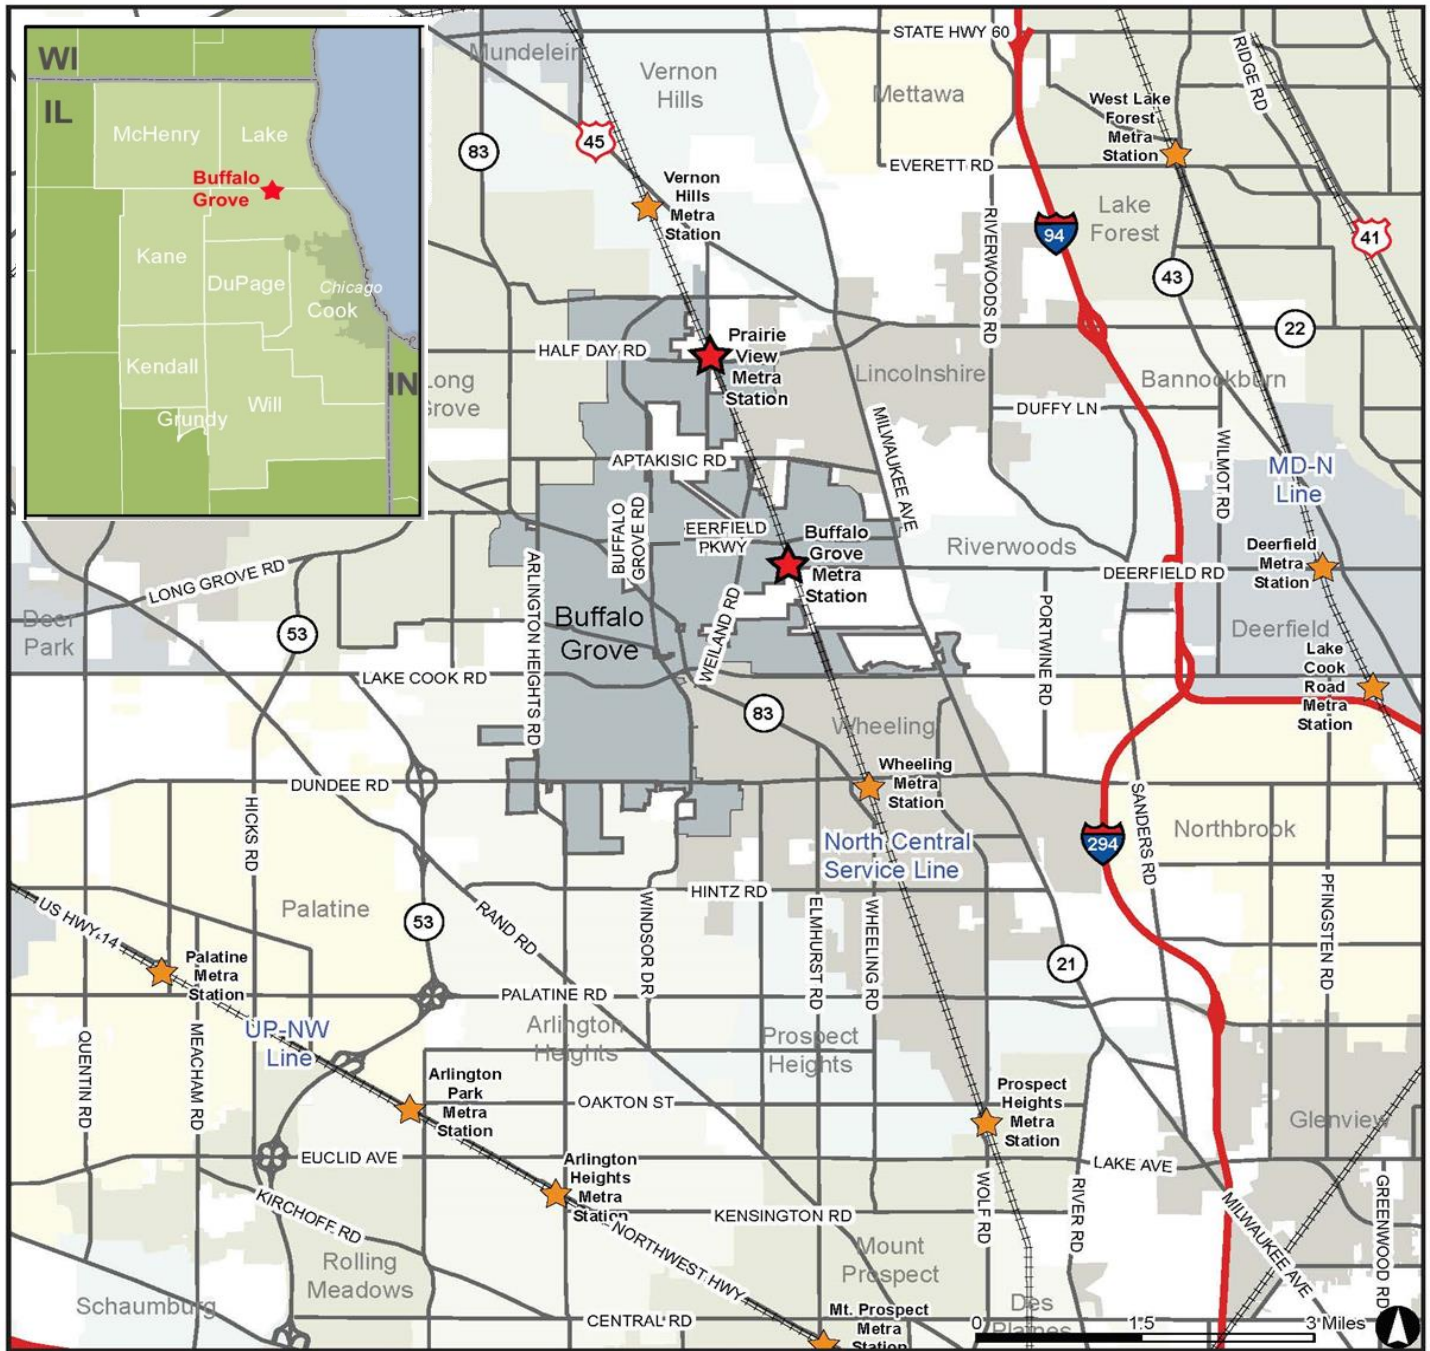 WI
IL
McHenry
Lake
Buffalo
Grove
Kane
DuPage
Chicago
Cook
Kendall
Will
Grundy
IN
Mundelein
Vernon
Hills
STATE HWY 60
Mettawa
RIDGE RD
West Lake
Forest
Metra
Station
45
83
EVERETT RD
Vernon
Hills
Metra
Station
RIVERWOODS RD
94
Lake
Forest
41
43
22
HALF DAY RD
Prairie
View
Metra
Station
Long
Grove
Lincolnshire
Bannockburn
DUFFY LN
MILWAUKEE AVE
WILMOT RD
APTAKISIC RD
MD-N
Line
BUFFALO
GROVE RD
EERFIELD
PKWY
Buffalo
Grove
Metra
Station
Riverwoods
Deerfield
Metra
Station
LONG GROVE RD
ARLINGTON HEIGHTS RD
DEERFIELD RD
Deer
Park
53
Buffalo
Grove
WEILAND RD
PORTWINE RD
Deerfield
Lake
Cook
Road
Metra
Station
LAKE COOK RD
83
Wheeling
Wheeling
Metra
Station
DUNDEE RD
HICKS RD
SANDERS RD
North Central
Service Line
294
Northbrook
HINTZ RD
Palatine
US HWY 14
53
RAND RD
WINDSOR DR
ELMHURST RD
WHEELING RD
PFINGSTEN RD
Palatine
Metra
Station
21
PALATINE RD
UP-NW
Line
Arlington
Heights
Prospect
Heights
QUENTIN RD
MEACHAM RD
Arlington
Park
Metra
Station
OAKTON ST
Prospect
Heights
Metra
Station
Glenview
EUCLID AVE
Arlington
Heights
Metra
Station
LAKE AVE
KIRCHOFF RD
KENSINGTON RD
WOLF RD
RIVER RD
MILWAUKEE AVE
GREENWOOD RD
NORTHWEST HWY
Rolling
Meadows
Mount
Prospect
Schaumburg
CENTRAL RD
Mt. Prospect
Metra
Station
Des
Plaines
0 1.5 3 Miles